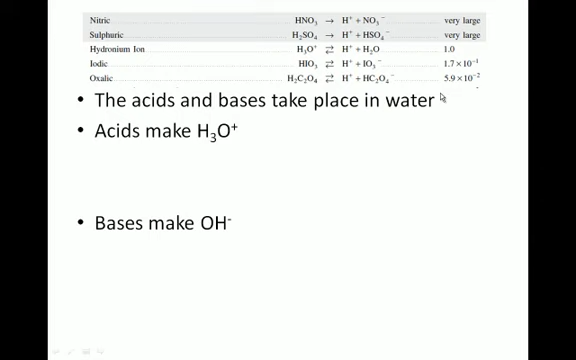 Nitric HNO₃ → H⁺ + NO₃⁻ very large
Sulphuric H₂SO₄ → H⁺ + HSO₄⁻ very large
Hydronium Ion H₃O⁺ ⇄ H⁺ + H₂O 1.0
Iodic HIO₃ ⇄ H⁺ + IO₃⁻ 1.7 × 10⁻¹
Oxalic H₂C₂O₄ ⇄ H⁺ + HC₂O₄⁻ 5.9 × 10⁻²
• The acids and bases take place in water
• Acids make H₃O⁺
• Bases make OH⁻